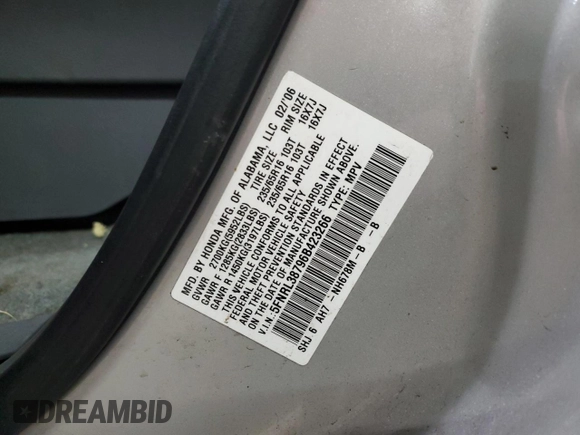 MFD. BY HONDA MFG. OF ALABAMA, LLC 02/'06
GVWR 2700KG(5952LBS) TIRE SIZE RIM SIZE
GAWR F 1285KG(2833LBS) 235/65R16 103T 16X7J
GAWR R 1450KG(3197LBS) 235/65R16 103T 16X7J
THIS VEHICLE CONFORMS TO ALL APPLICABLE
FEDERAL MOTOR VEHICLE SAFETY
AND THEFT PREVENTION STANDARDS IN EFFECT
ON THE DATE OF MANUFACTURE SHOWN ABOVE.
V.I.N. 5FNRL38796B423266 TYPE: MPV
SHJ 6 AH7 -NH678M- B - B
DREAMBID